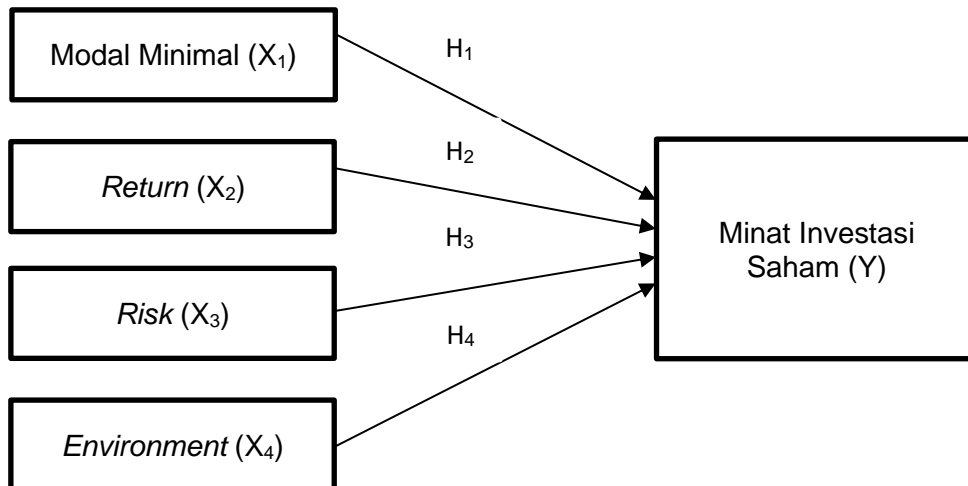 Modal Minimal (X₁)
H₁
Return (X₂)
H₂
Risk (X₃)
H₃
Environment (X₄)
H₄
Minat Investasi
Saham (Y)